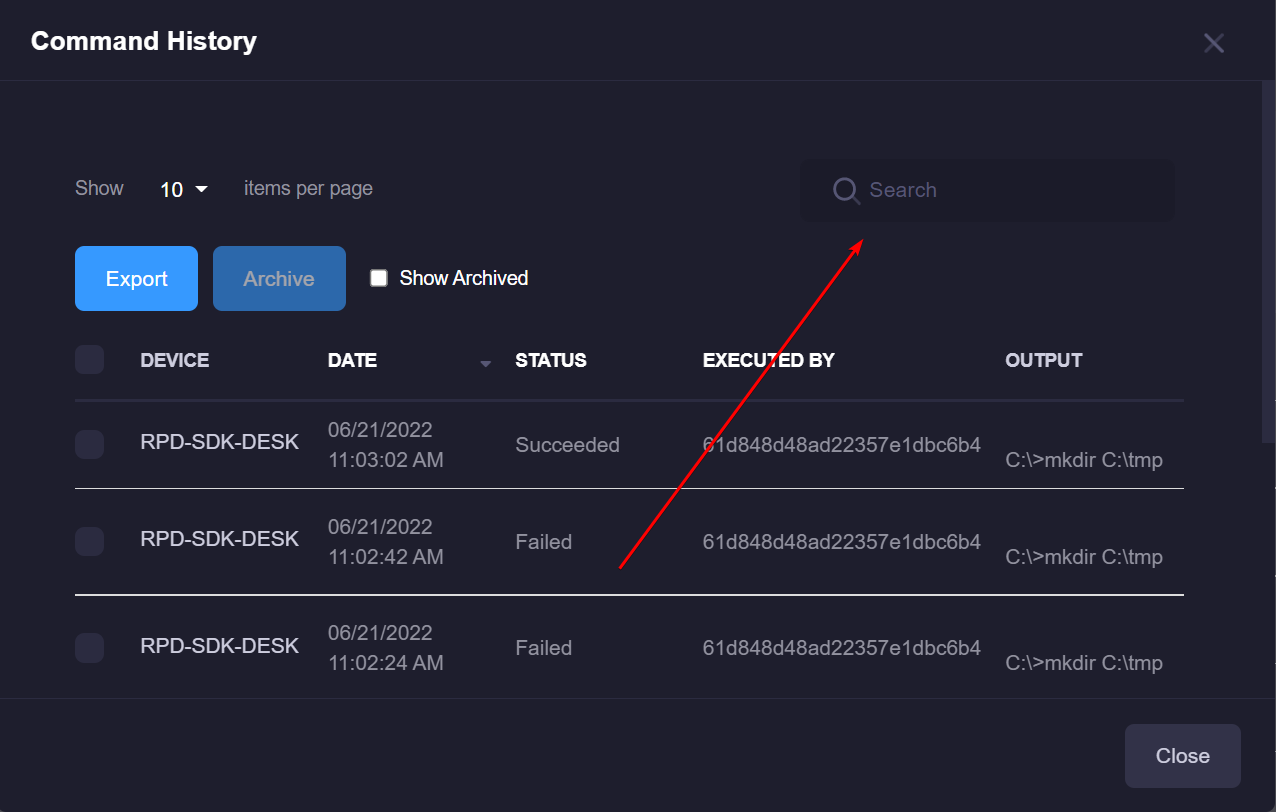 Command History
Show 10 items per page
Search
Export Archive Show Archived
DEVICE DATE STATUS EXECUTED BY OUTPUT
RPD-SDK-DESK 06/21/2022 11:03:02 AM Succeeded 61d848d48ad22357e1dbc6b4 C:\>mkdir C:\tmp
RPD-SDK-DESK 06/21/2022 11:02:42 AM Failed 61d848d48ad22357e1dbc6b4 C:\>mkdir C:\tmp
RPD-SDK-DESK 06/21/2022 11:02:24 AM Failed 61d848d48ad22357e1dbc6b4 C:\>mkdir C:\tmp
Close